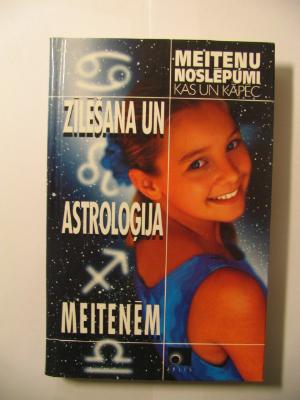 MEITEŅU
NOSLĒPUMI
KAS UN KĀPĒC
ZĪLĒŠANA UN
ASTROLOĢIJA
MEITENĒM